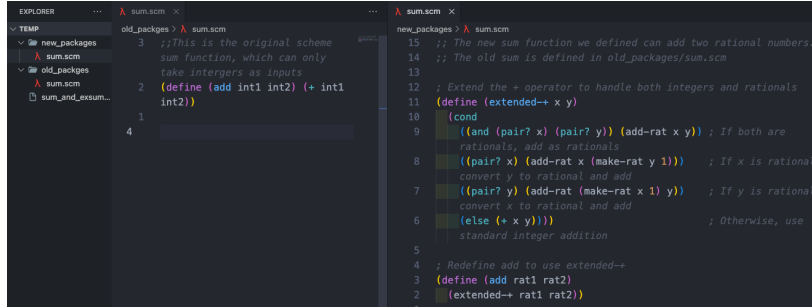 EXPLORER ···
TEMP
new_packages
λ sum.scm
old_packges
λ sum.scm
sum_and_exsum...
λ sum.scm × ···
old_packges > λ sum.scm
3 ;;This is the original scheme
sum function, which can only
take intergers as inputs
2 (define (add int1 int2) (+ int1
int2))
1
4
λ sum.scm ×
new_packages > λ sum.scm
15 ;; The new sum function we defined can add two rational numbers.
14 ;; The old sum is defined in old_packages/sum.scm
13
12 ; Extend the + operator to handle both integers and rationals
11 (define (extended-+ x y)
10 (cond
9 ((and (pair? x) (pair? y)) (add-rat x y)) ; If both are
rationals, add as rationals
8 ((pair? x) (add-rat x (make-rat y 1))) ; If x is rational
convert y to rational and add
7 ((pair? y) (add-rat (make-rat x 1) y)) ; If y is rational
convert x to rational and add
6 (else (+ x y)))) ; Otherwise, use
standard integer addition
5
4 ; Redefine add to use extended-+
3 (define (add rat1 rat2)
2 (extended-+ rat1 rat2))